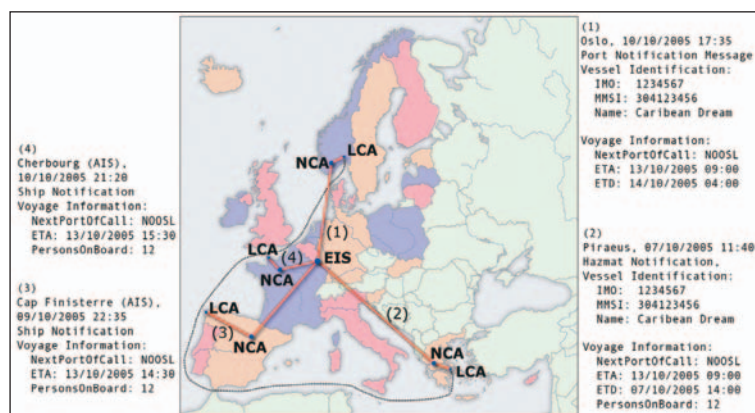 (1)
Oslo, 10/10/2005 17:35
Port Notification Message
Vessel Identification:
IMO: 1234567
MMSI: 304123456
Name: Caribean Dream
Voyage Information:
NextPortOfCall: NOOSL
ETA: 13/10/2005 09:00
ETD: 14/10/2005 04:00
(2)
Piraeus, 07/10/2005 11:40
Hazmat Notification,
Vessel Identification:
IMO: 1234567
MMSI: 304123456
Name: Caribean Dream
Voyage Information:
NextPortOfCall: NOOSL
ETA: 13/10/2005 09:00
ETD: 07/10/2005 14:00
PersonsOnBoard: 12
(4)
Cherbourg (AIS),
10/10/2005 21:20
Ship Notification
Voyage Information:
NextPortOfCall: NOOSL
ETA: 13/10/2005 15:30
PersonsOnBoard: 12
(3)
Cap Finisterre (AIS),
09/10/2005 22:35
Ship Notification
Voyage Information:
NextPortOfCall: NOOSL
ETA: 13/10/2005 14:30
PersonsOnBoard: 12
NCA LCA
(1)
LCA (4) EIS
NCA
LCA
(3) NCA
(2)
NCA
LCA